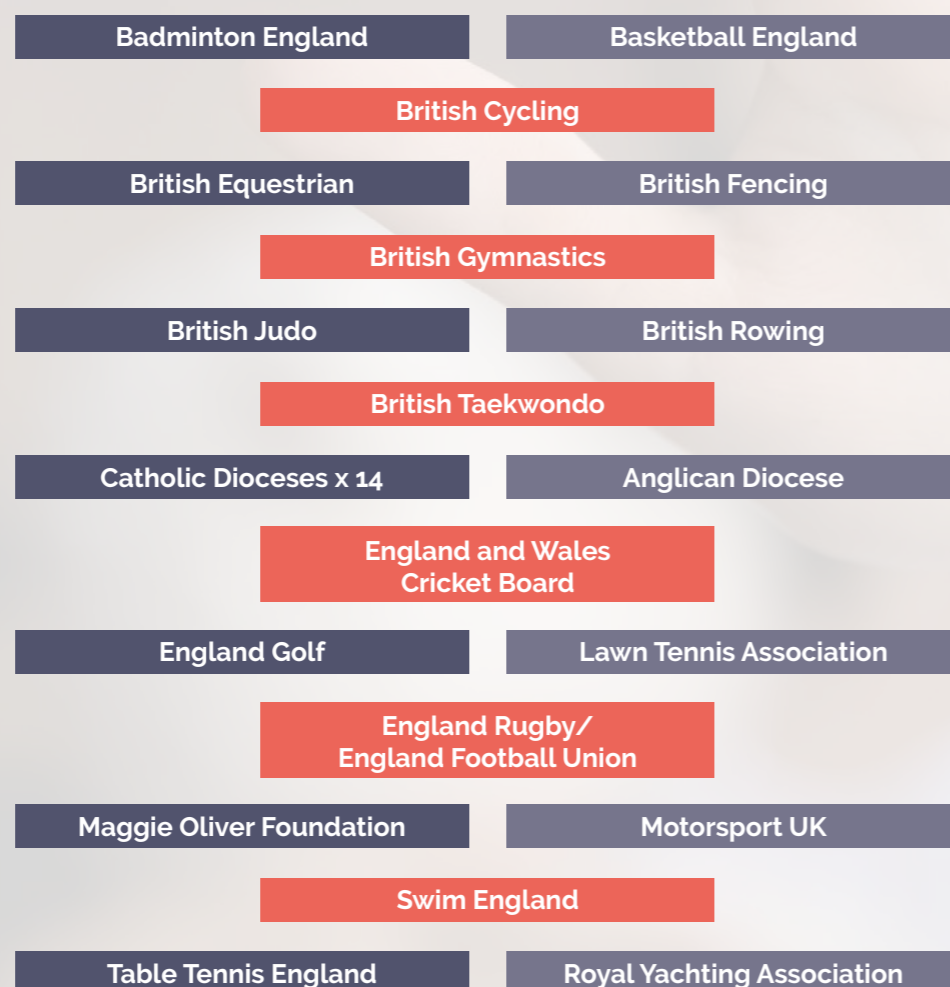 Badminton England
Basketball England
British Cycling
British Equestrian
British Fencing
British Gymnastics
British Judo
British Rowing
British Taekwondo
Catholic Dioceses x 14
Anglican Diocese
England and Wales
Cricket Board
England Golf
Lawn Tennis Association
England Rugby/
England Football Union
Maggie Oliver Foundation
Motorsport UK
Swim England
Table Tennis England
Royal Yachting Association